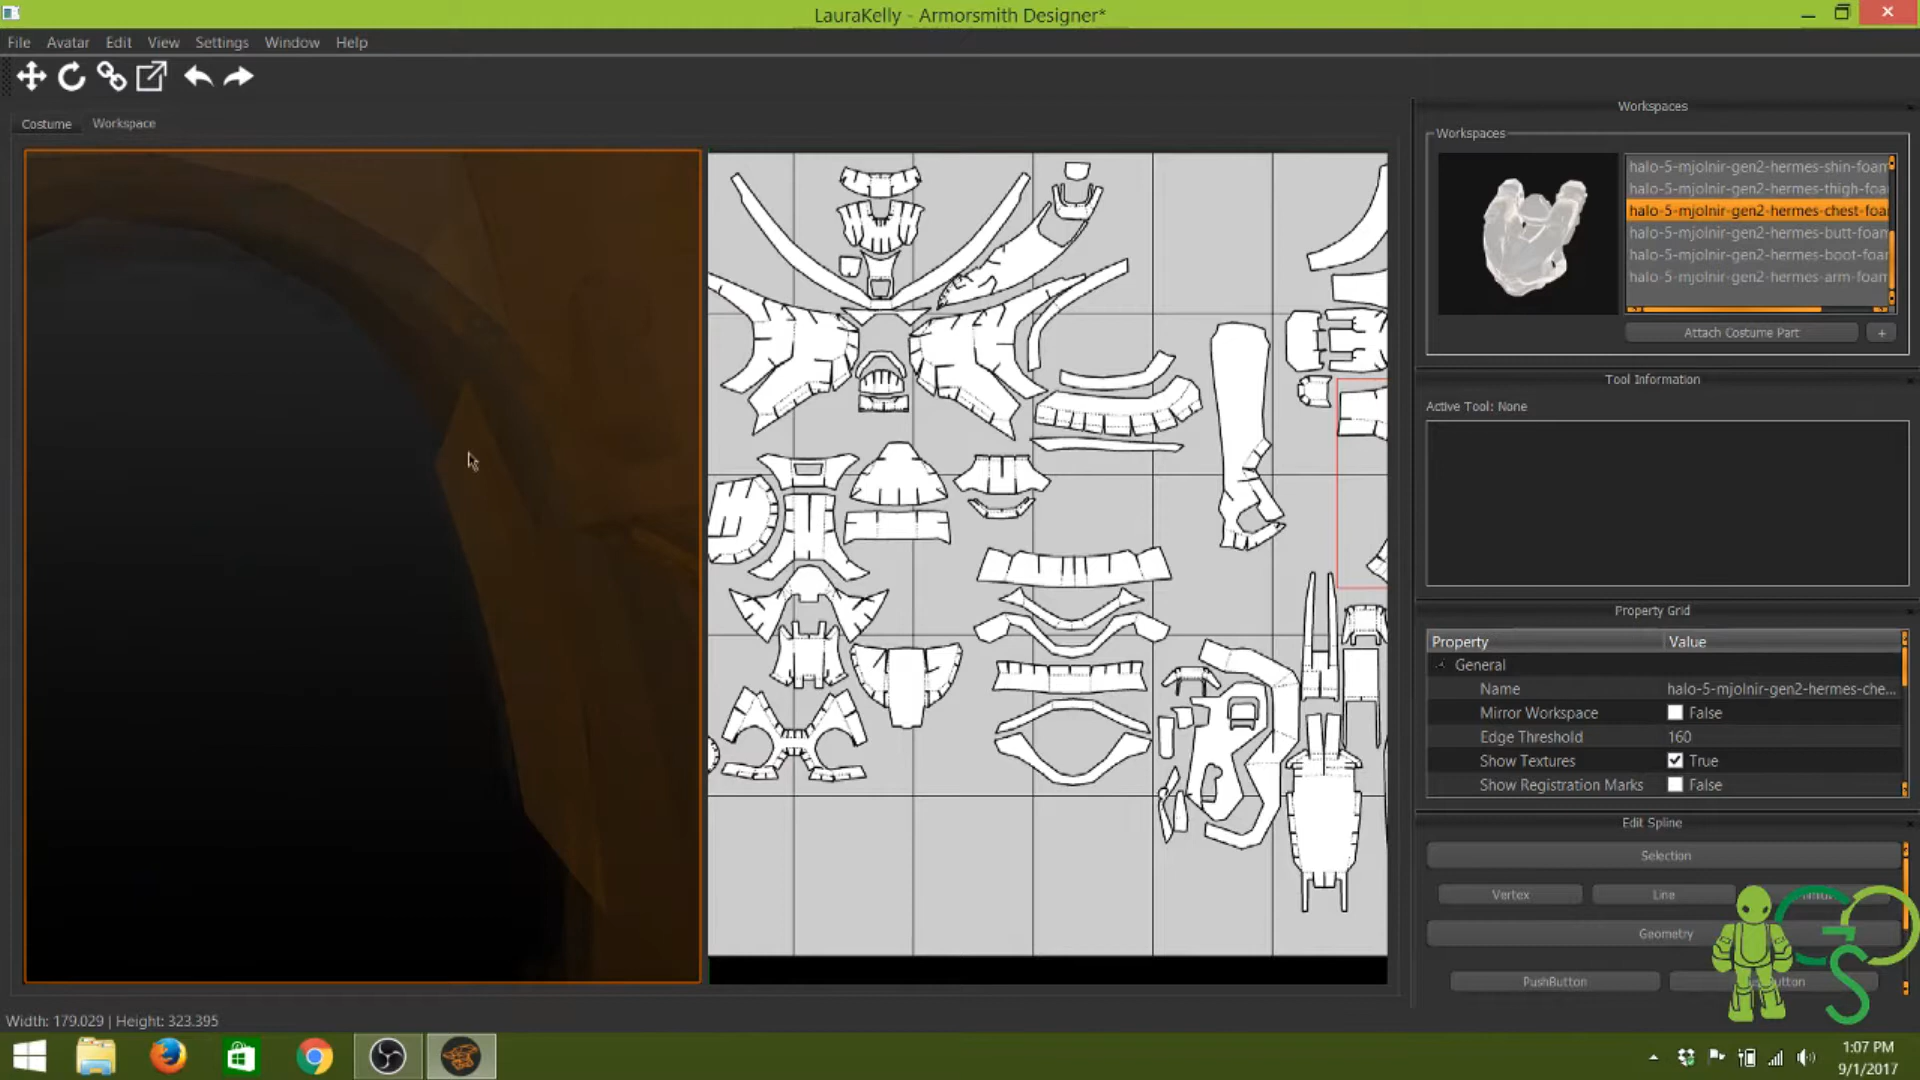 LauraKelly - Armorsmith Designer*
File Avatar Edit View Settings Window Help
Costume Workspace
Workspaces
Workspaces
halo-5-mjolnir-gen2-hermes-shin-foam
halo-5-mjolnir-gen2-hermes-thigh-foa
halo-5-mjolnir-gen2-hermes-chest-foa
halo-5-mjolnir-gen2-hermes-butt-foam
halo-5-mjolnir-gen2-hermes-boot-foam
halo-5-mjolnir-gen2-hermes-arm-foam
Attach Costume Part +
Tool Information
Active Tool: None
Property Grid
Property Value
General
Name halo-5-mjolnir-gen2-hermes-che...
Mirror Workspace False
Edge Threshold 160
Show Textures True
Show Registration Marks False
Edit Spline
Selection
Vertex Line
Geometry
PushButton
Width: 179.029 | Height: 323.395
1:07 PM
9/1/2017